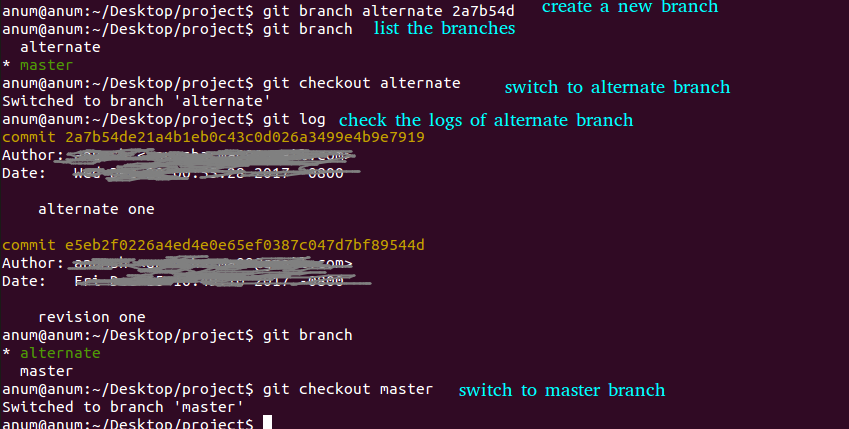 anum@anum:~/Desktop/project$ git branch alternate 2a7b54d create a new branch
anum@anum:~/Desktop/project$ git branch list the branches
alternate
* master
anum@anum:~/Desktop/project$ git checkout alternate switch to alternate branch
Switched to branch 'alternate'
anum@anum:~/Desktop/project$ git log check the logs of alternate branch
commit 2a7b54de21a4b1eb0c43c0d026a3499e4b9e7919
Author:
Date: 2017 -0800
alternate one
commit e5eb2f0226a4ed4e0e65ef0387c047d7bf89544d
Author: .com>
Date: 2017 -0800
revision one
anum@anum:~/Desktop/project$ git branch
* alternate
master
anum@anum:~/Desktop/project$ git checkout master switch to master branch
Switched to branch 'master'
anum@anum:~/Desktop/project$